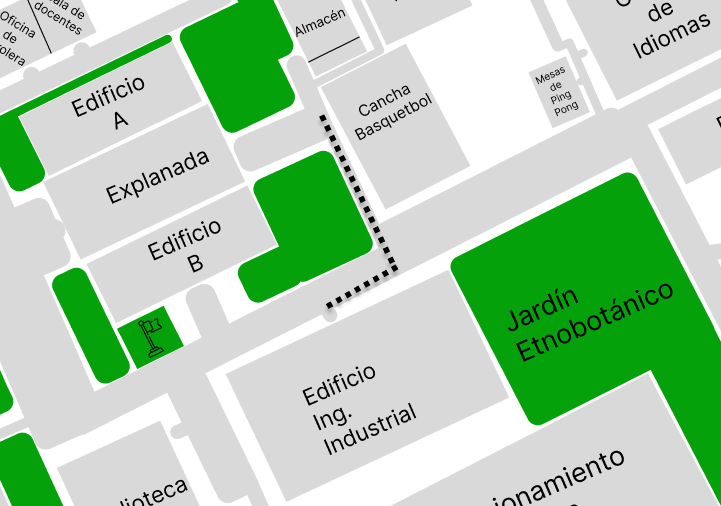 Oficina
de
docentes
Almacén
de
Idiomas
Mesas
de
Ping
Pong
Edificio
A
Cancha
Basquetbol
Explanada
Edificio
B
Jardín
Etnobotánico
Edificio
Ing.
Industrial